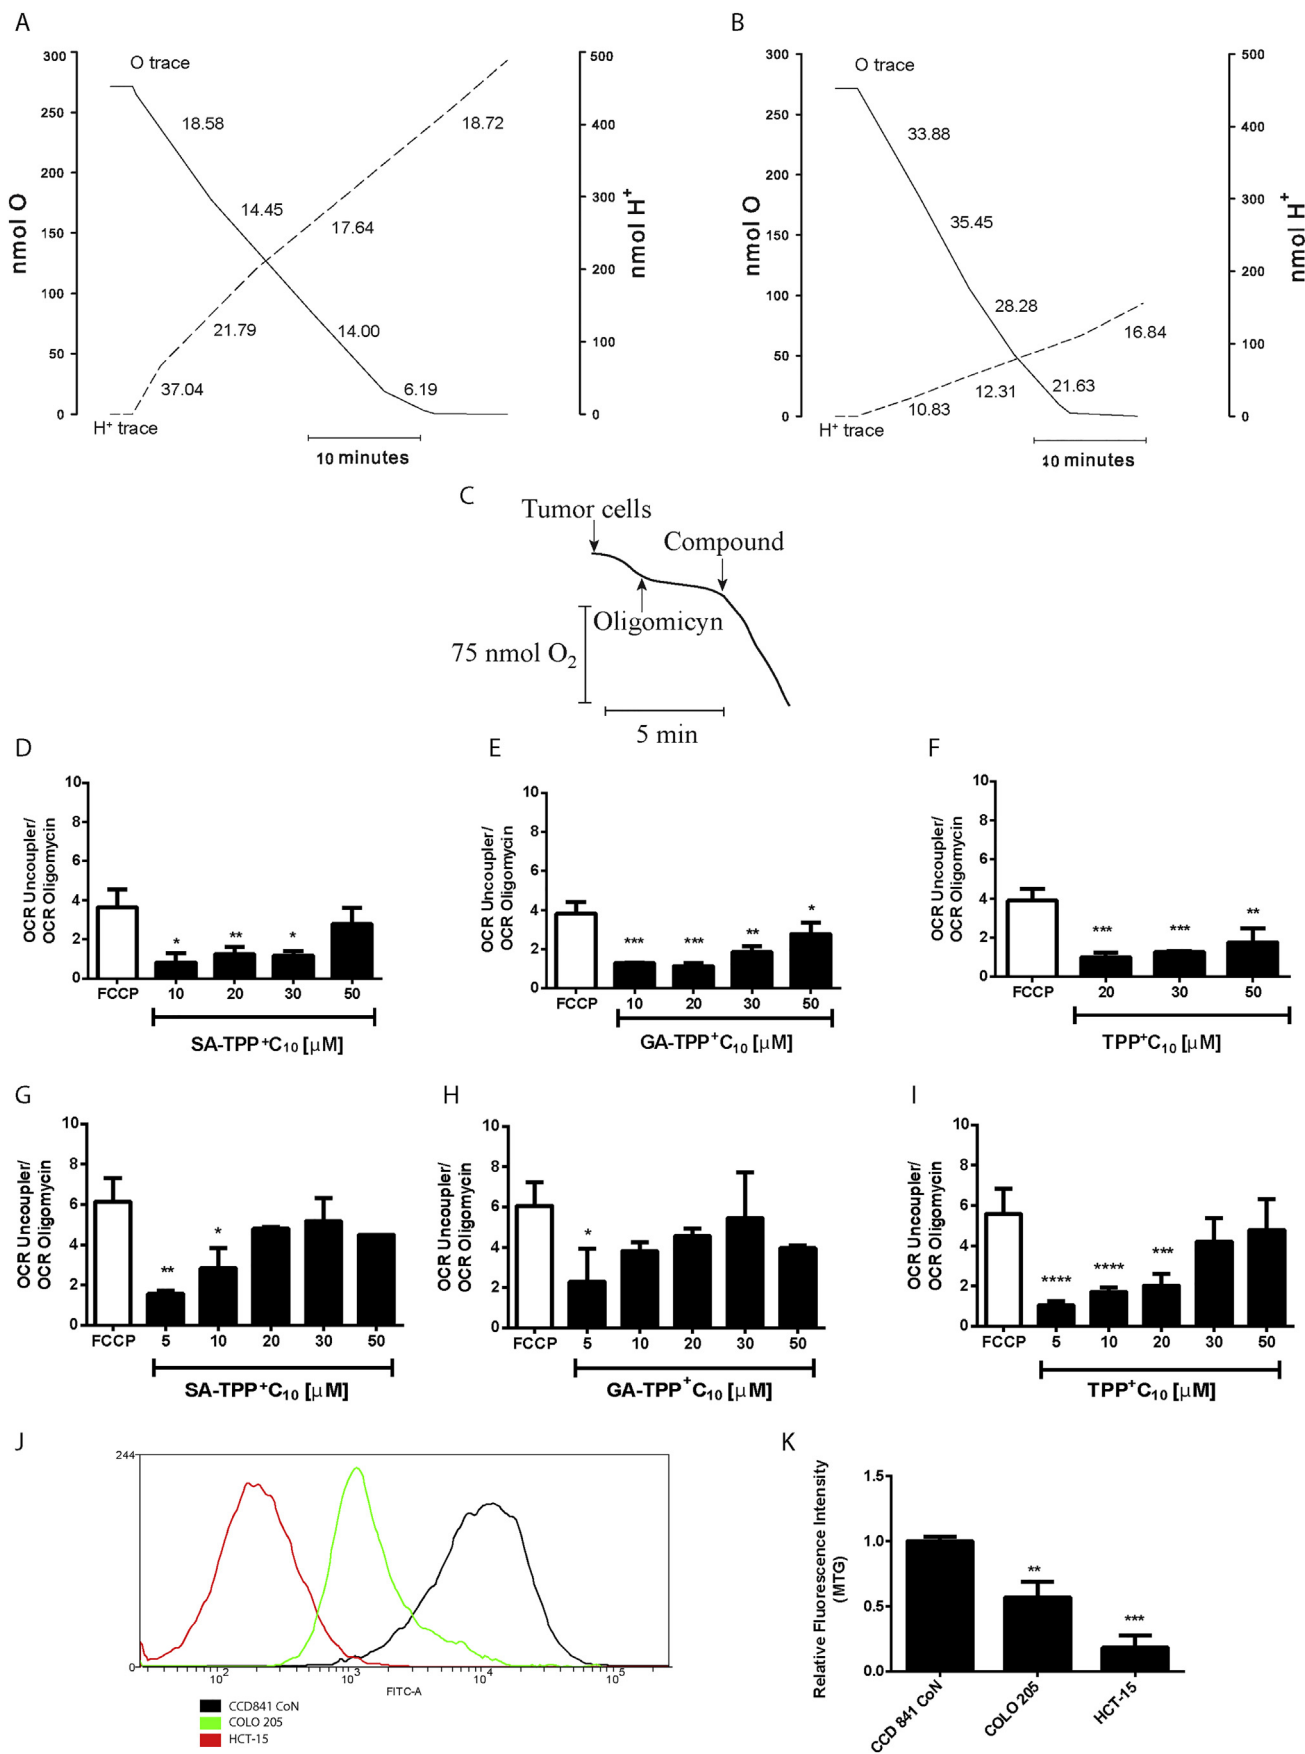 A
B
300
250
200
150
100
50
0
nmol O
O trace
18.58
14.45
14.00
6.19
37.04
21.79
17.64
18.72
H⁺ trace
500
400
300
200
100
0
nmol H⁺
10 minutes
300
250
200
150
100
50
0
nmol O
O trace
33.88
35.45
28.28
21.63
10.83
12.31
16.84
H⁺ trace
500
400
300
200
100
0
nmol H⁺
10 minutes
C
Tumor cells
Compound
Oligomicyn
75 nmol O₂
5 min
D
OCR Uncoupler/
OCR Oligomycin
10
8
6
4
2
0
* ** *
FCCP 10 20 30 50
SA-TPP⁺C₁₀ [μM]
E
OCR Uncoupler/
OCR Oligomycin
10
8
6
4
2
0
*** *** ** *
FCCP 10 20 30 50
GA-TPP⁺C₁₀ [μM]
F
OCR Uncoupler/
OCR Oligomycin
10
8
6
4
2
0
*** *** **
FCCP 20 30 50
TPP⁺C₁₀ [μM]
G
OCR Uncoupler/
OCR Oligomycin
10
8
6
4
2
0
** *
FCCP 5 10 20 30 50
SA-TPP⁺C₁₀ [μM]
H
OCR Uncoupler/
OCR Oligomycin
10
8
6
4
2
0
*
FCCP 5 10 20 30 50
GA-TPP⁺C₁₀ [μM]
I
OCR Uncoupler/
OCR Oligomycin
10
8
6
4
2
0
**** **** ***
FCCP 5 10 20 30 50
TPP⁺C₁₀ [μM]
J
244
0
10² 10³ 10⁴ 10⁵
FITC-A
CCD841 CoN
COLO 205
HCT-15
K
Relative Fluorescence Intensity
(MTG)
1.5
1.0
0.5
0.0
** ***
CCD 841 CoN
COLO 205
HCT-15